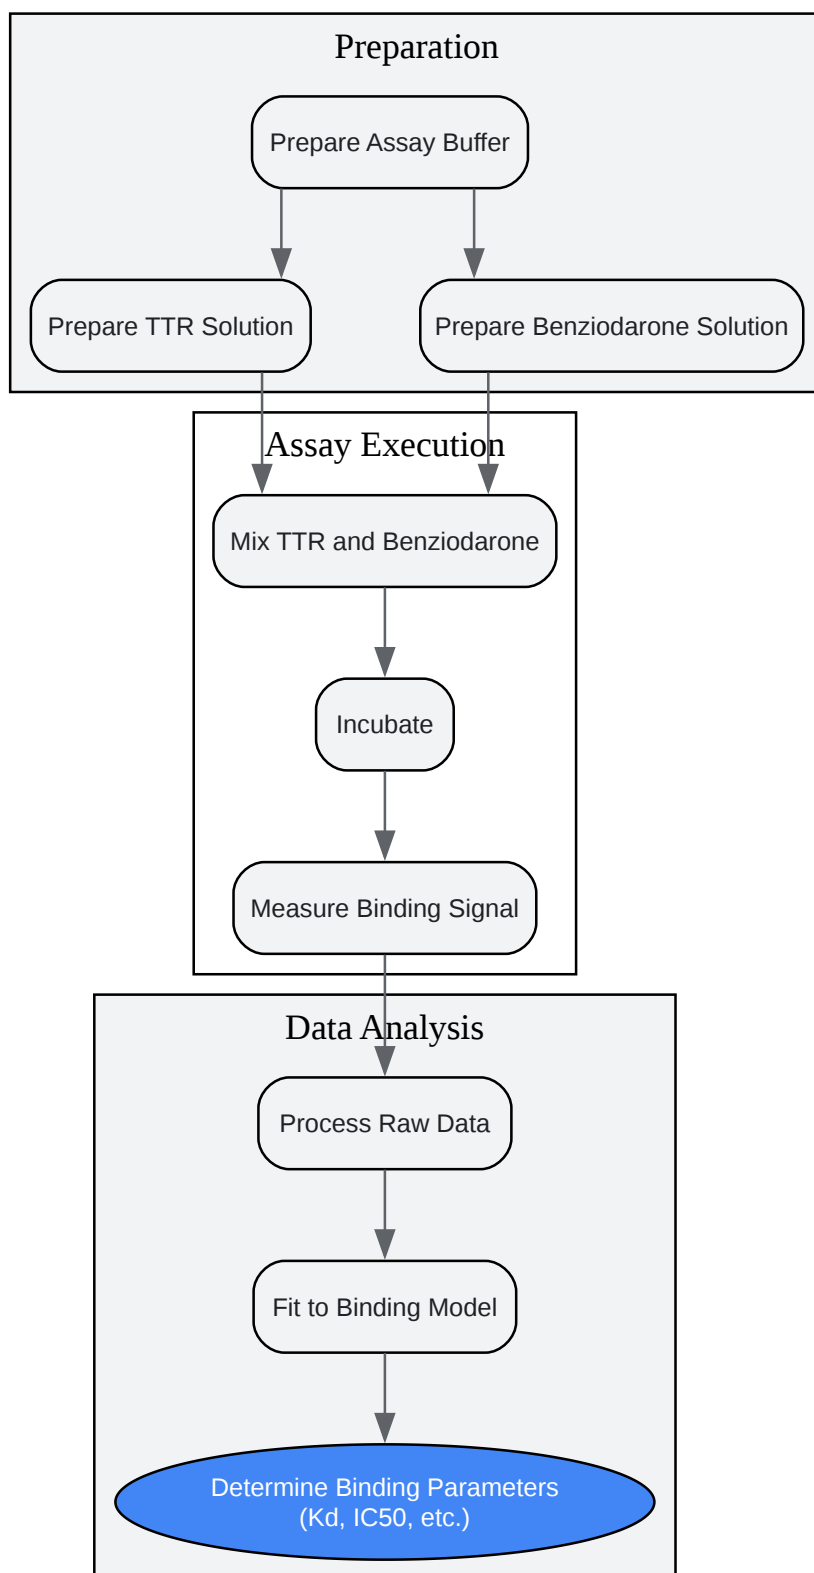 Preparation
Prepare Assay Buffer
Prepare TTR Solution
Prepare Benziodarone Solution
Assay Execution
Mix TTR and Benziodarone
Incubate
Measure Binding Signal
Data Analysis
Process Raw Data
Fit to Binding Model
Determine Binding Parameters
(Kd, IC50, etc.)